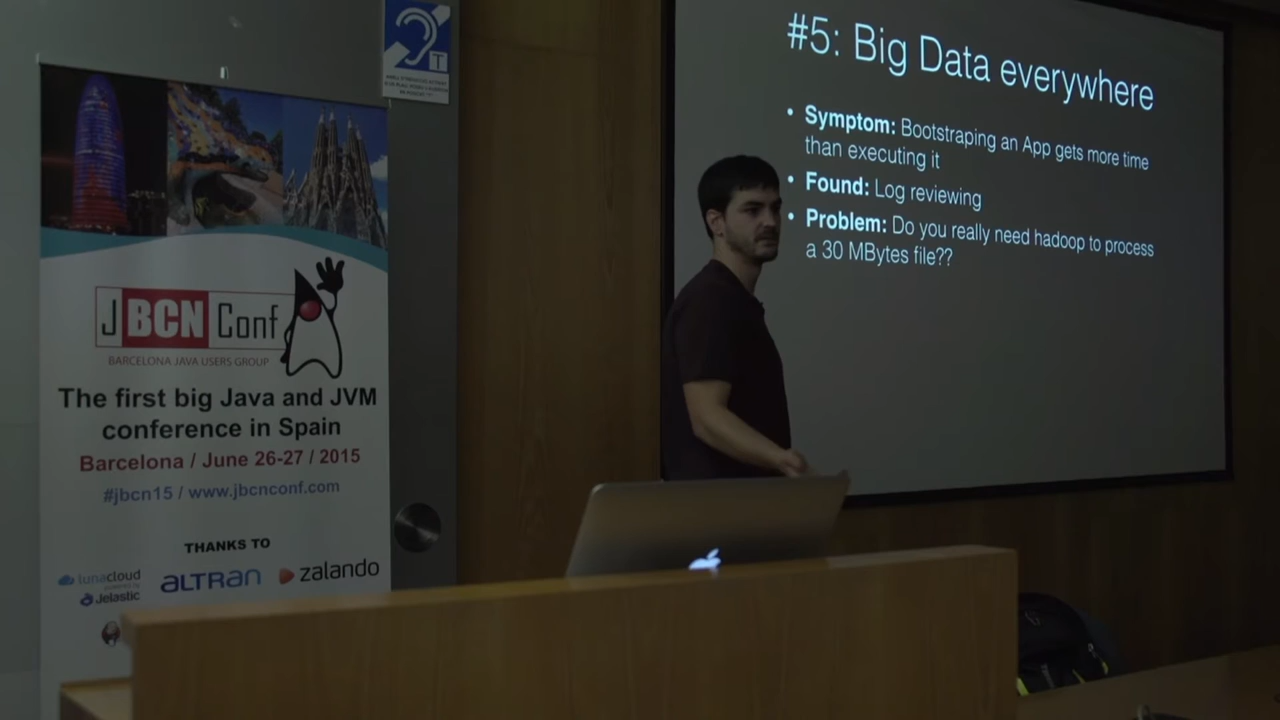 JBCNConf
BARCELONA JAVA USERS GROUP
The first big Java and JVM
conference in Spain
Barcelona / June 26-27 / 2015
#jbcn15 / www.jbcnconf.com
THANKS TO
lunacloud
powered by
Jelastic
ALTRAN
zalando
T
#5: Big Data everywhere
• Symptom: Bootstraping an App gets more time
than executing it
• Found: Log reviewing
• Problem: Do you really need hadoop to process
a 30 MBytes file??